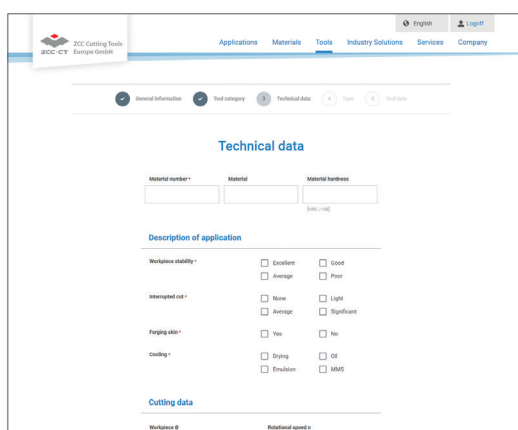 English Logoff
ZCC-CT
ZCC Cutting Tools
Europe GmbH
Applications Materials Tools Industry Solutions Services Company
General information Tool category 3 Technical data 4 Type 5 Tool data
Technical data
Material number * Material Material hardness
Description of application
Workpiece stability * Excellent Good
Average Poor
Interrupted cut * None Light
Average Significant
Forging skin * Yes No
Cooling * Drying Oil
Emulsion MMS
Cutting data
Workpiece Ø Rotational speed n